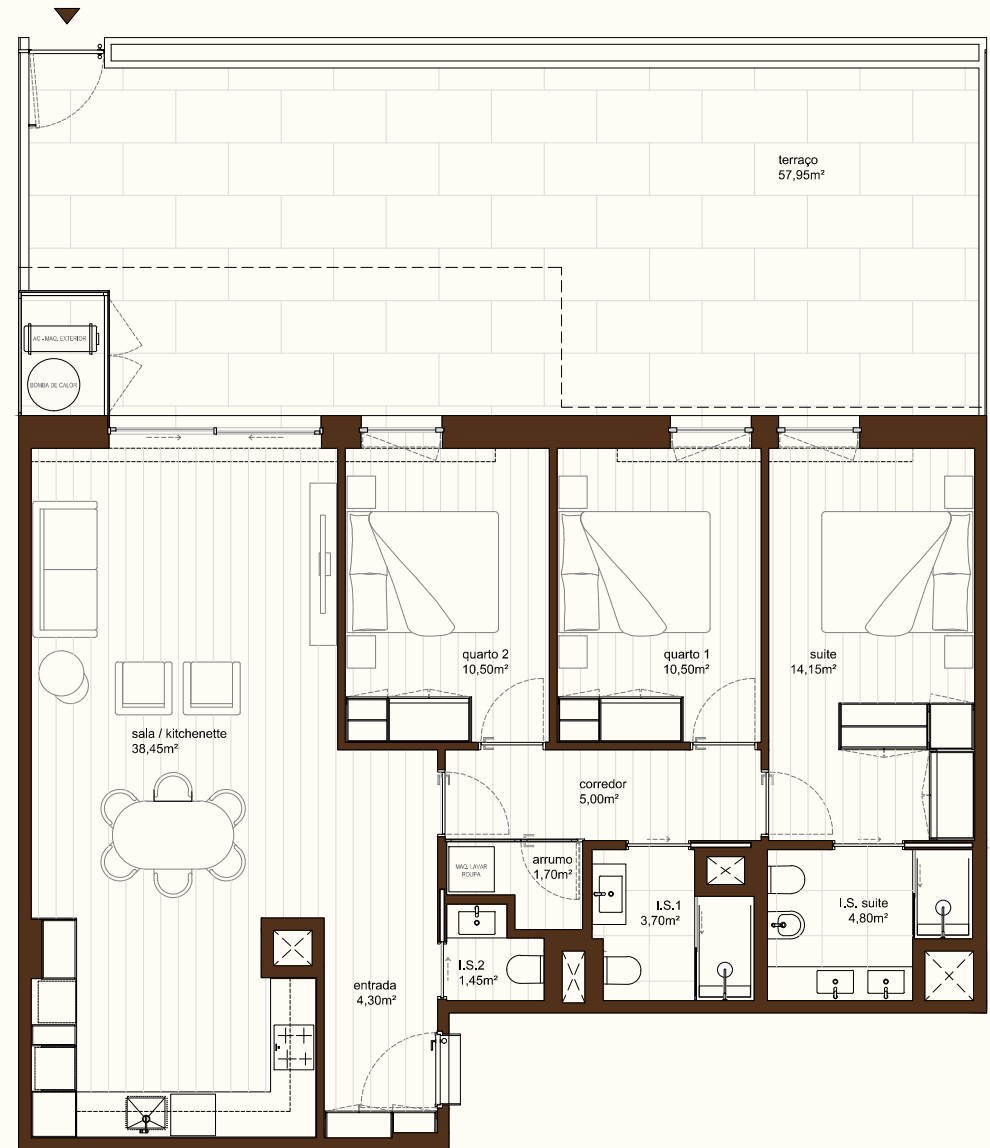 terraço
57,95m²
AC - MAQ. EXTERIOR
BOMBA DE CALOR
quarto 2
10,50m²
quarto 1
10,50m²
suite
14,15m²
sala / kitchenette
38,45m²
corredor
5,00m²
MAQ. LAVAR
ROUPA
arrumo
1,70m²
I.S.1
3,70m²
I.S. suite
4,80m²
I.S.2
1,45m²
entrada
4,30m²